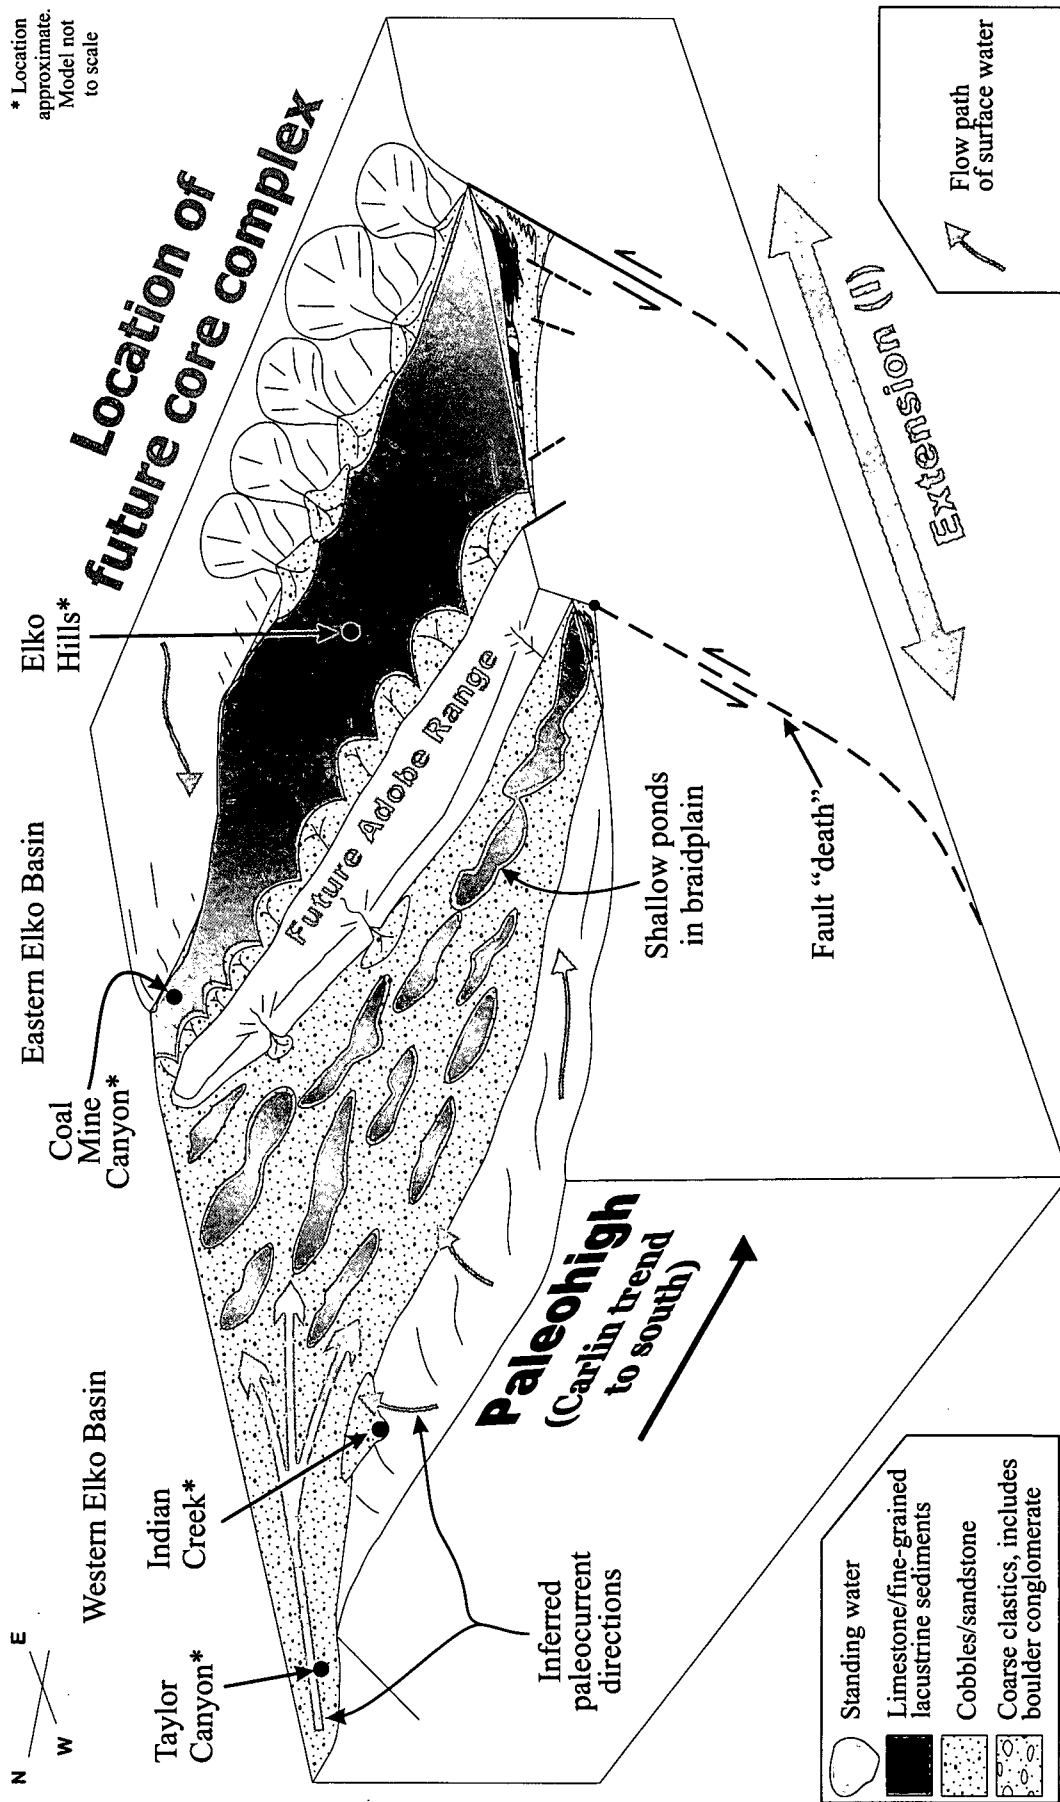 N
E
W
* Location
approximate.
Model not
to scale
Western Elko Basin
Eastern Elko Basin
Location of
future core complex
Taylor
Canyon*
Indian
Creek*
Coal
Mine
Canyon*
Elko
Hills*
Future Adobe Range
Inferred
paleocurrent
directions
Paleohigh
(Carlin trend
to south)
Shallow ponds
in braidplain
Fault “death”
Extension (I)
Standing water
Limestone/fine-grained
lacustrine sediments
Cobbles/sandstone
Coarse clastics, includes
boulder conglomerate
Flow path
of surface water